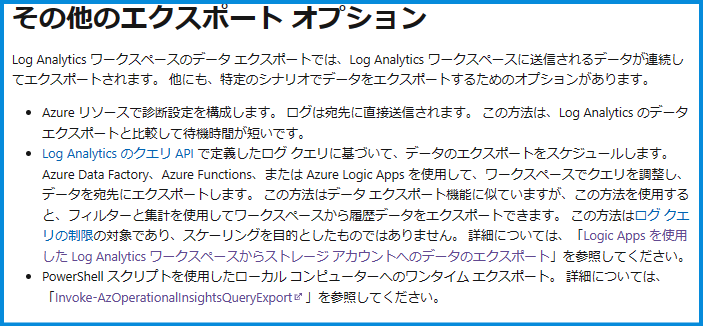 その他のエクスポート オプション
Log Analytics ワークスペースのデータ エクスポートでは、Log Analytics ワークスペースに送信されるデータが連続し
てエクスポートされます。 他にも、特定のシナリオでデータをエクスポートするためのオプションがあります。
• Azure リソースで診断設定を構成します。 ログは宛先に直接送信されます。 この方法は、Log Analytics のデータ
エクスポートと比較して待機時間が短いです。
• Log Analytics のクエリ API で定義したログ クエリに基づいて、データのエクスポートをスケジュールします。
Azure Data Factory、Azure Functions、または Azure Logic Apps を使用して、ワークスペースでクエリを調整し、
データを宛先にエクスポートします。 この方法はデータ エクスポート機能に似ていますが、この方法を使用する
と、フィルターと集計を使用してワークスペースから履歴データをエクスポートできます。 この方法はログ クエ
リの制限の対象であり、スケーリングを目的としたものではありません。 詳細については、「Logic Apps を使用
した Log Analytics ワークスペースからストレージ アカウントへのデータのエクスポート」を参照してください。
• PowerShell スクリプトを使用したローカル コンピューターへのワンタイム エクスポート。 詳細については、
「Invoke-AzOperationalInsightsQueryExport」を参照してください。